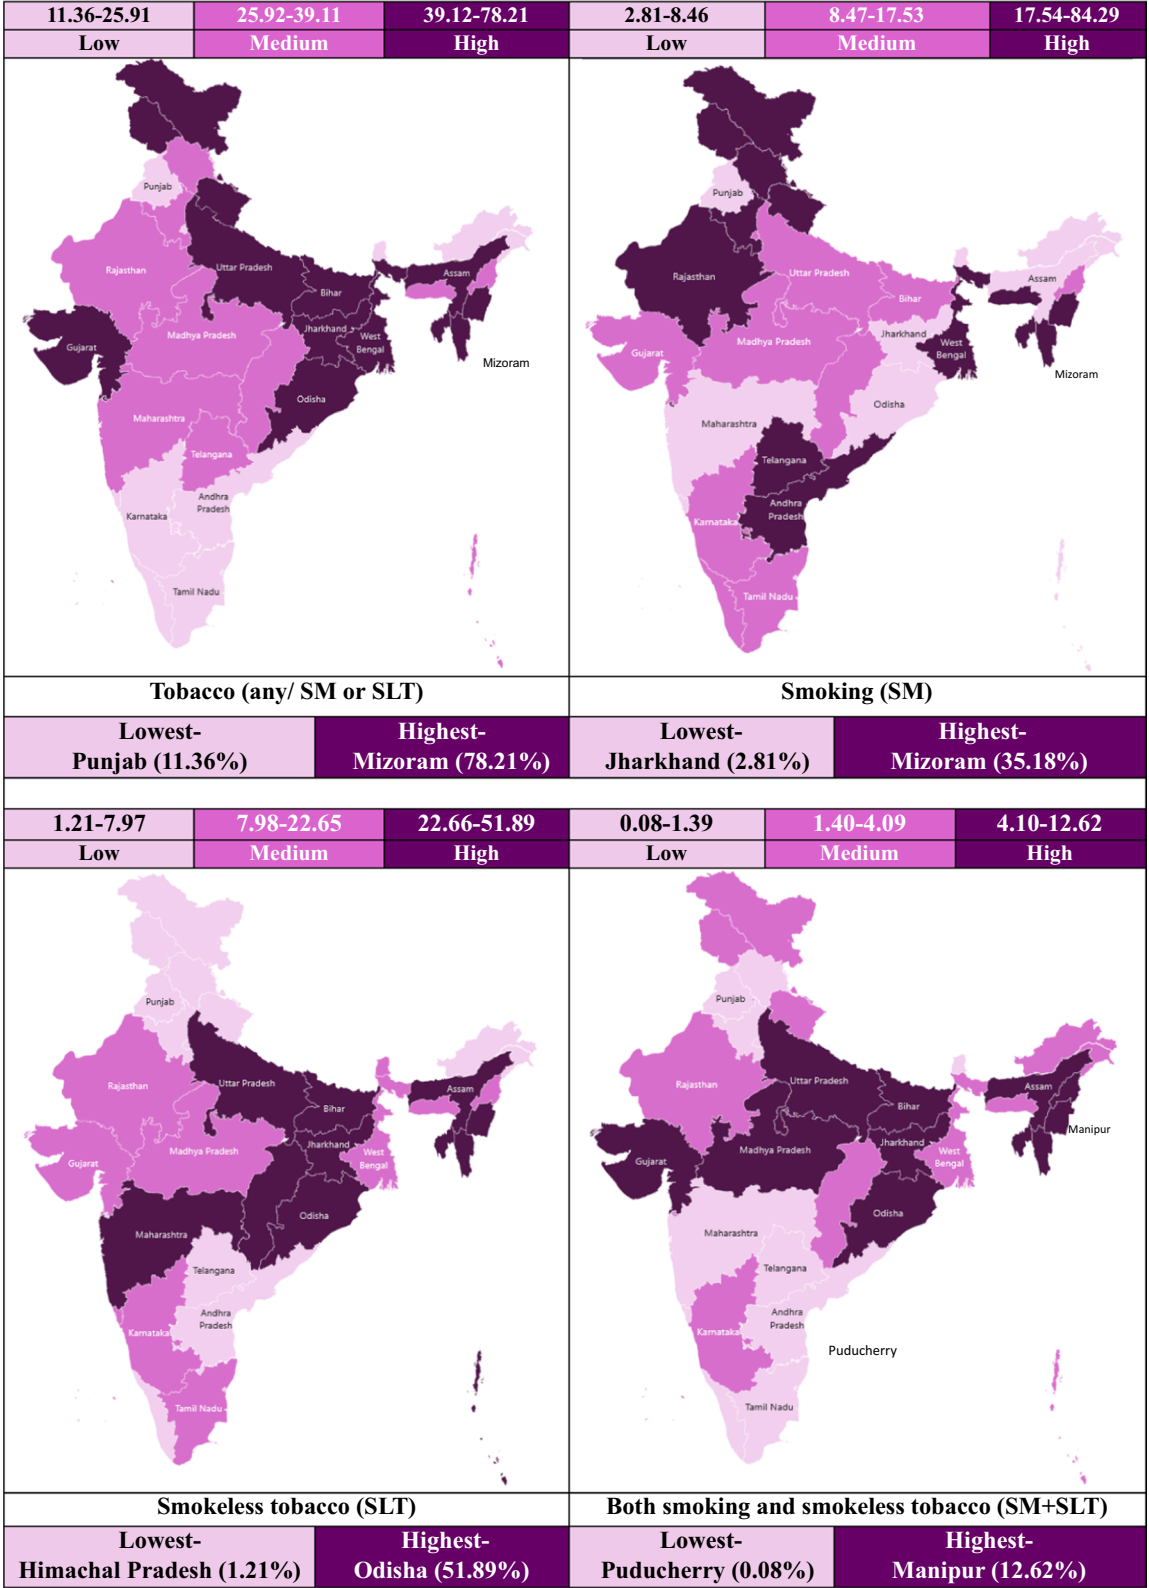 11.36-25.91 25.92-39.11 39.12-78.21
Low Medium High
2.81-8.46 8.47-17.53 17.54-84.29
Low Medium High
Punjab
Rajasthan
Uttar Pradesh
Assam
Bihar
Gujarat
Madhya Pradesh
Jharkhand
West
Bengal
Mizoram
Odisha
Maharashtra
Telangana
Andhra
Pradesh
Karnataka
Tamil Nadu
Tobacco (any/ SM or SLT)
Lowest-
Punjab (11.36%)
Highest-
Mizoram (78.21%)
Punjab
Rajasthan
Uttar Pradesh
Assam
Bihar
Gujarat
Madhya Pradesh
Jharkhand
West
Bengal
Mizoram
Odisha
Maharashtra
Telangana
Andhra
Pradesh
Karnataka
Tamil Nadu
Smoking (SM)
Lowest-
Jharkhand (2.81%)
Highest-
Mizoram (35.18%)
1.21-7.97 7.98-22.65 22.66-51.89
Low Medium High
0.08-1.39 1.40-4.09 4.10-12.62
Low Medium High
Punjab
Rajasthan
Uttar Pradesh
Assam
Bihar
Gujarat
Madhya Pradesh
Jharkhand
West
Bengal
Odisha
Maharashtra
Telangana
Andhra
Pradesh
Karnataka
Tamil Nadu
Smokeless tobacco (SLT)
Lowest-
Himachal Pradesh (1.21%)
Highest-
Odisha (51.89%)
Punjab
Rajasthan
Uttar Pradesh
Assam
Bihar
Manipur
Gujarat
Madhya Pradesh
Jharkhand
West
Bengal
Odisha
Maharashtra
Telangana
Andhra
Pradesh
Karnataka
Puducherry
Tamil Nadu
Both smoking and smokeless tobacco (SM+SLT)
Lowest-
Puducherry (0.08%)
Highest-
Manipur (12.62%)